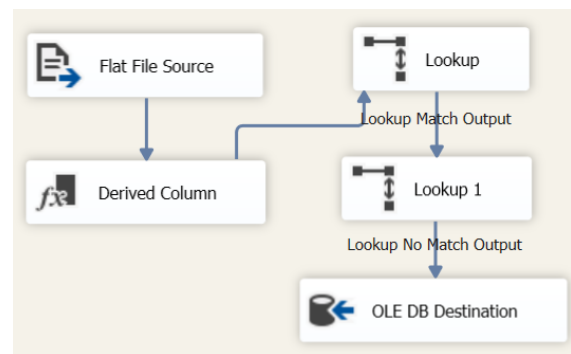 Flat File Source
Derived Column
Lookup
Lookup Match Output
Lookup 1
Lookup No Match Output
OLE DB Destination